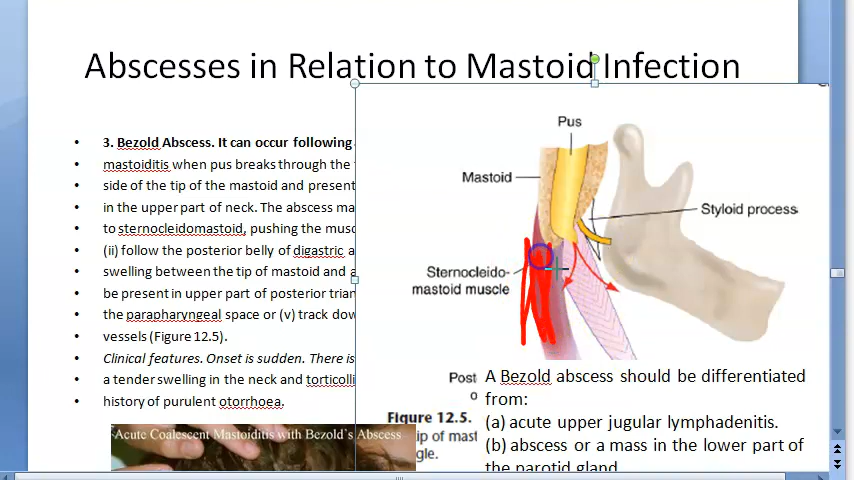 Abscesses in Relation to Mastoid Infection
3. Bezold Abscess. It can occur following
mastoiditis when pus breaks through the
side of the tip of the mastoid and present
in the upper part of neck. The abscess ma
to sternocleidomastoid, pushing the musc
(ii) follow the posterior belly of digastric a
swelling between the tip of mastoid and a
be present in upper part of posterior trian
the parapharyngeal space or (v) track dow
vessels (Figure 12.5).
Clinical features. Onset is sudden. There is
a tender swelling in the neck and torticolli
history of purulent otorrhoea.
Acute Coalescent Mastoiditis with Bezold's Abscess
Pus
Mastoid
Styloid process
Sternocleido-
mastoid muscle
Post
o
Figure 12.5.
ip of mast
gle.
A Bezold abscess should be differentiated
from:
(a) acute upper jugular lymphadenitis.
(b) abscess or a mass in the lower part of
the parotid gland